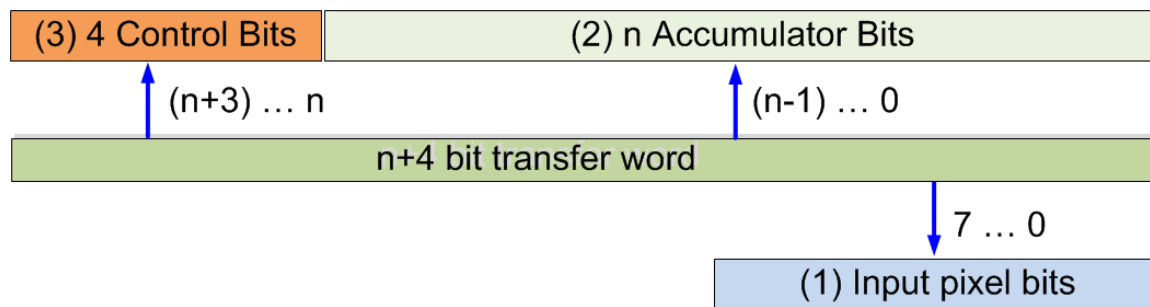 (3) 4 Control Bits
(2) n Accumulator Bits
(n+3) … n
(n-1) … 0
n+4 bit transfer word
7 … 0
(1) Input pixel bits